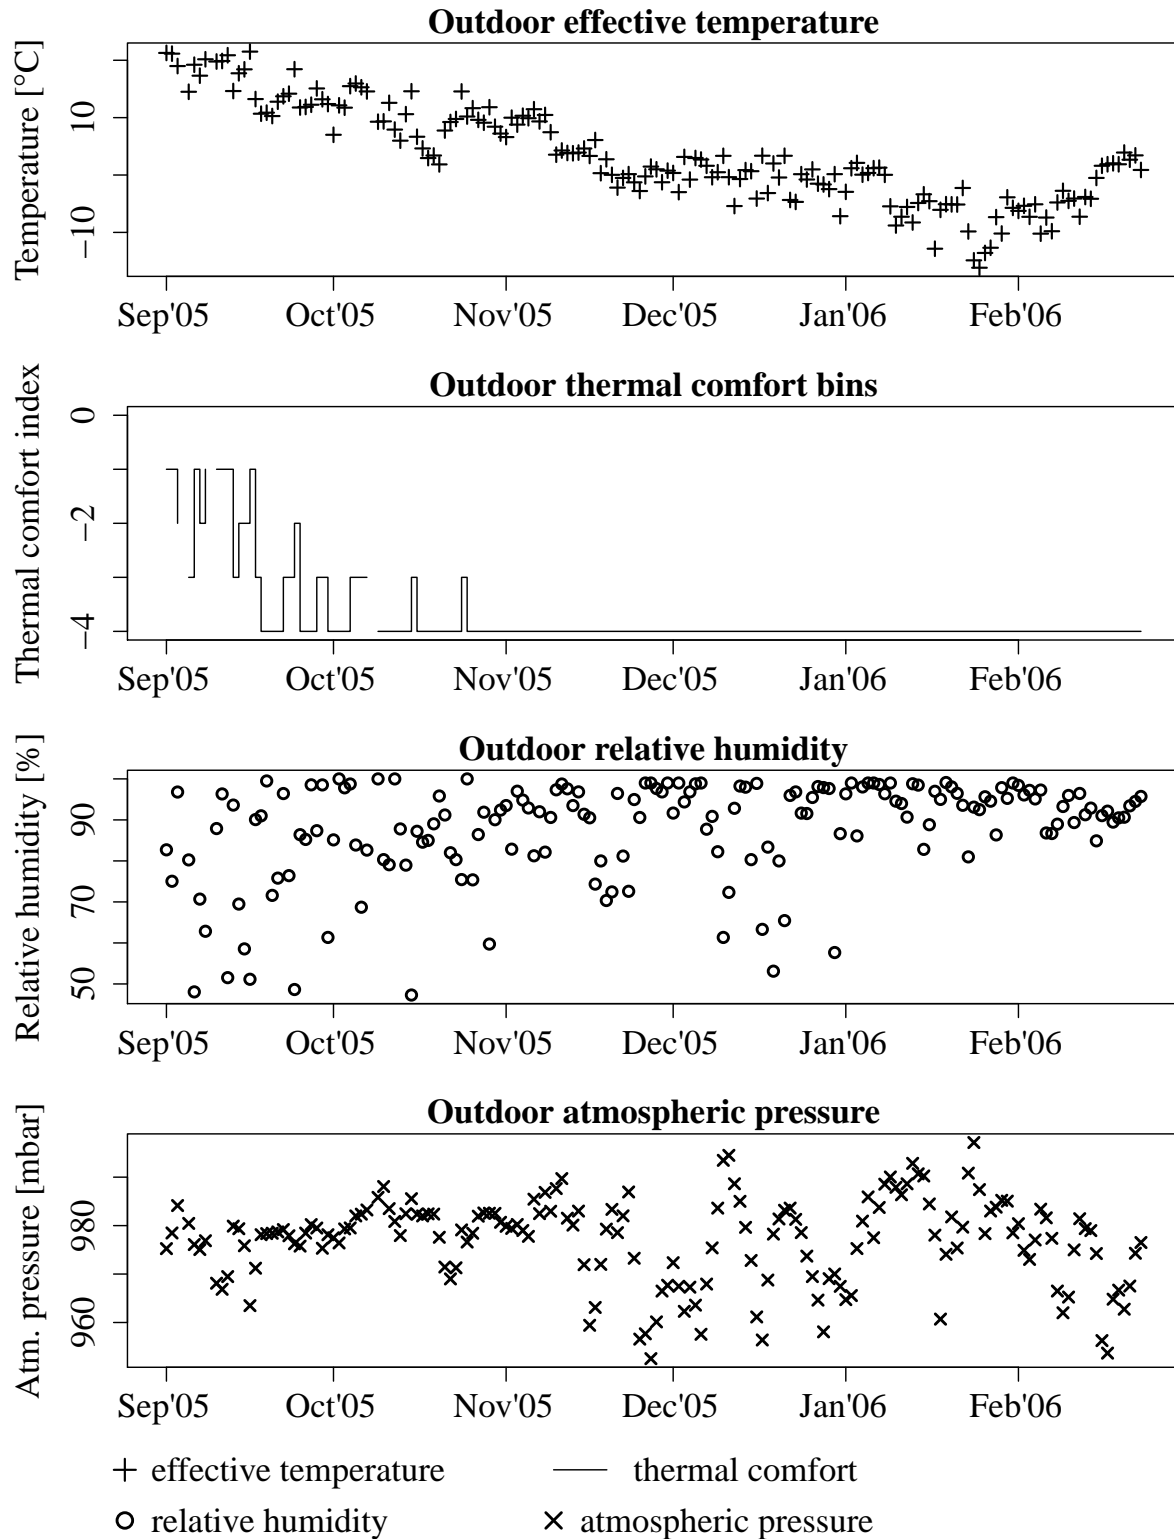 Outdoor effective temperature
Temperature [°C]
10
−10
Sep'05 Oct'05 Nov'05 Dec'05 Jan'06 Feb'06
Outdoor thermal comfort bins
Thermal comfort index
0
−2
−4
Sep'05 Oct'05 Nov'05 Dec'05 Jan'06 Feb'06
Outdoor relative humidity
Relative humidity [%]
90
70
50
Sep'05 Oct'05 Nov'05 Dec'05 Jan'06 Feb'06
Outdoor atmospheric pressure
Atm. pressure [mbar]
980
960
Sep'05 Oct'05 Nov'05 Dec'05 Jan'06 Feb'06
effective temperature thermal comfort
relative humidity atmospheric pressure